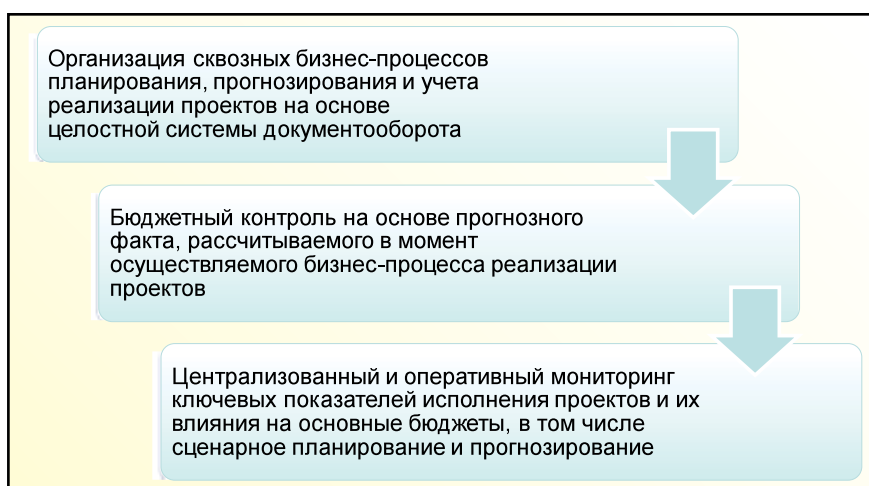 Организация сквозных бизнес-процессов
планирования, прогнозирования и учета
реализации проектов на основе
целостной системы документооборота
Бюджетный контроль на основе прогнозного
факта, рассчитываемого в момент
осуществляемого бизнес-процесса реализации
проектов
Централизованный и оперативный мониторинг
ключевых показателей исполнения проектов и их
влияния на основные бюджеты, в том числе
сценарное планирование и прогнозирование